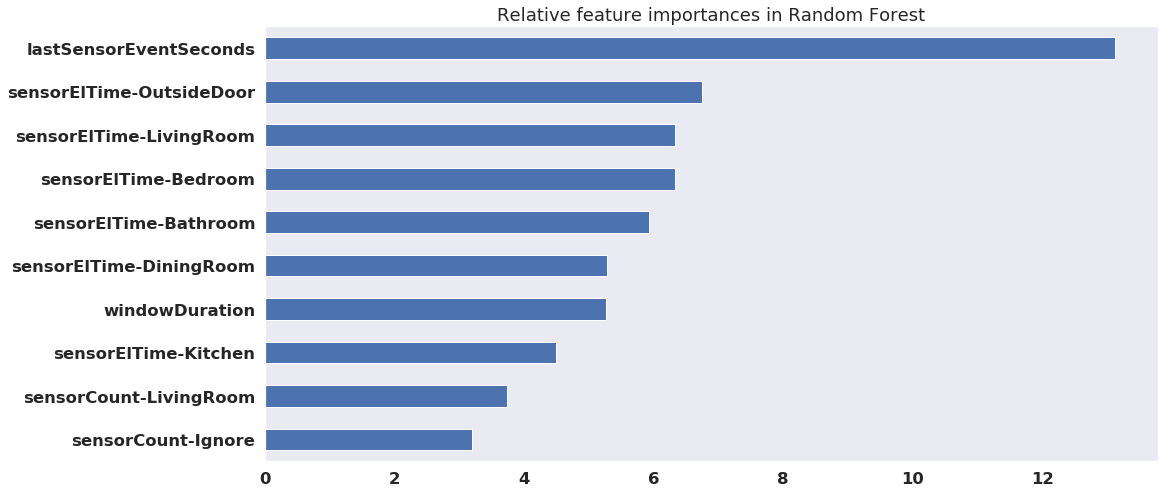 Relative feature importances in Random Forest
lastSensorEventSeconds
sensorElTime-OutsideDoor
sensorElTime-LivingRoom
sensorElTime-Bedroom
sensorElTime-Bathroom
sensorElTime-DiningRoom
windowDuration
sensorElTime-Kitchen
sensorCount-LivingRoom
sensorCount-Ignore
0 2 4 6 8 10 12